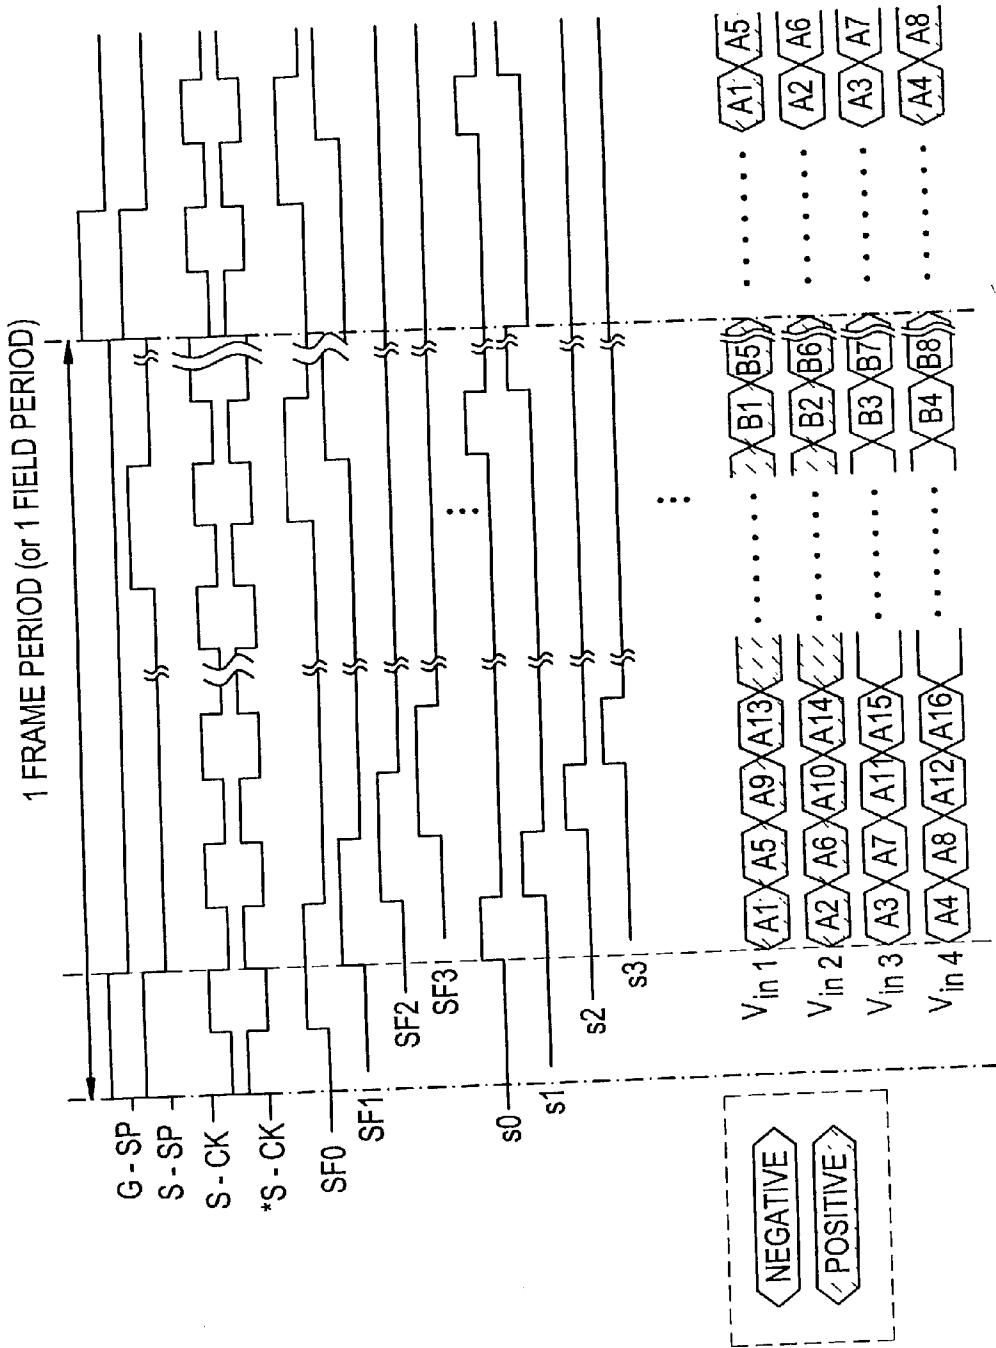 1 FRAME PERIOD (or 1 FIELD PERIOD)
G - SP
S - SP
S - CK
*S - CK
SF0
SF1
SF2
SF3
s0
s1
s2
s3
Vin 1 A1 A5 A9 A13 B1 B5 A1 A5
Vin 2 A2 A6 A10 A14 B2 B6 A2 A6
Vin 3 A3 A7 A11 A15 B3 B7 A3 A7
Vin 4 A4 A8 A12 A16 B4 B8 A4 A8
NEGATIVE
POSITIVE